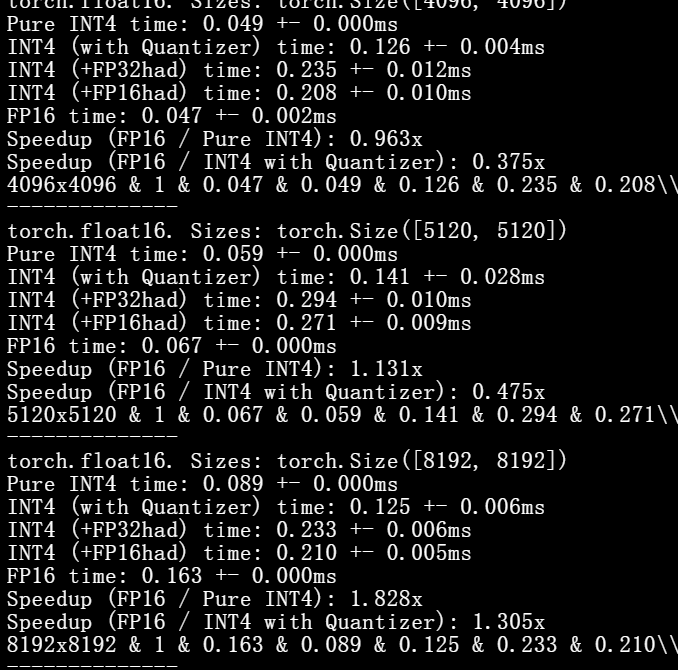 torch.float16. Sizes: torch.Size([4096, 4096])
Pure INT4 time: 0.049 +- 0.000ms
INT4 (with Quantizer) time: 0.126 +- 0.004ms
INT4 (+FP32had) time: 0.235 +- 0.012ms
INT4 (+FP16had) time: 0.208 +- 0.010ms
FP16 time: 0.047 +- 0.002ms
Speedup (FP16 / Pure INT4): 0.963x
Speedup (FP16 / INT4 with Quantizer): 0.375x
4096x4096 & 1 & 0.047 & 0.049 & 0.126 & 0.235 & 0.208\\
--------------
torch.float16. Sizes: torch.Size([5120, 5120])
Pure INT4 time: 0.059 +- 0.000ms
INT4 (with Quantizer) time: 0.141 +- 0.028ms
INT4 (+FP32had) time: 0.294 +- 0.010ms
INT4 (+FP16had) time: 0.271 +- 0.009ms
FP16 time: 0.067 +- 0.000ms
Speedup (FP16 / Pure INT4): 1.131x
Speedup (FP16 / INT4 with Quantizer): 0.475x
5120x5120 & 1 & 0.067 & 0.059 & 0.141 & 0.294 & 0.271\\
--------------
torch.float16. Sizes: torch.Size([8192, 8192])
Pure INT4 time: 0.089 +- 0.000ms
INT4 (with Quantizer) time: 0.125 +- 0.006ms
INT4 (+FP32had) time: 0.233 +- 0.006ms
INT4 (+FP16had) time: 0.210 +- 0.005ms
FP16 time: 0.163 +- 0.000ms
Speedup (FP16 / Pure INT4): 1.828x
Speedup (FP16 / INT4 with Quantizer): 1.305x
8192x8192 & 1 & 0.163 & 0.089 & 0.125 & 0.233 & 0.210\\
--------------